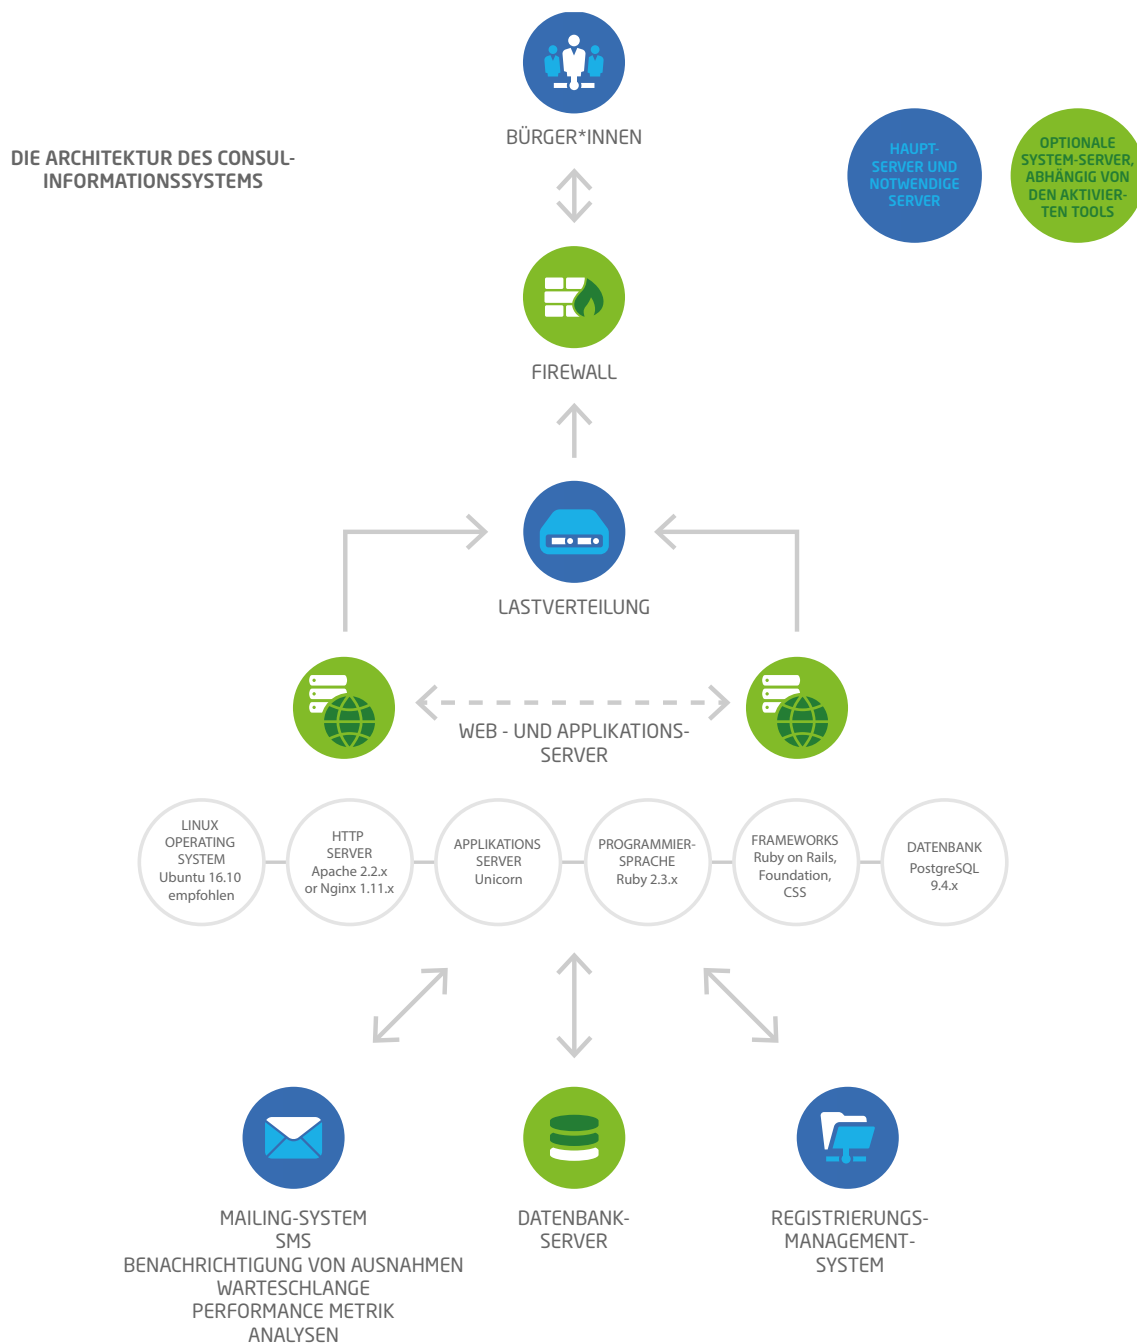 BÜRGER*INNEN
DIE ARCHITEKTUR DES CONSUL-
INFORMATIONSSYSTEMS
HAUPT-
SERVER UND
NOTWENDIGE
SERVER
OPTIONALE
SYSTEM-SERVER,
ABHÄNGIG VON
DEN AKTIVIER-
TEN TOOLS
FIREWALL
LASTVERTEILUNG
WEB - UND APPLIKATIONS-
SERVER
LINUX
OPERATING
SYSTEM
Ubuntu 16.10
empfohlen
HTTP
SERVER
Apache 2.2.x
or Nginx 1.11.x
APPLIKATIONS
SERVER
Unicorn
PROGRAMMIER-
SPRACHE
Ruby 2.3.x
FRAMEWORKS
Ruby on Rails,
Foundation,
CSS
DATENBANK
PostgreSQL
9.4.x
MAILING-SYSTEM
SMS
BENACHRICHTIGUNG VON AUSNAHMEN
WARTESCHLANGE
PERFORMANCE METRIK
ANALYSEN
DATENBANK-
SERVER
REGISTRIERUNGS-
MANAGEMENT-
SYSTEM